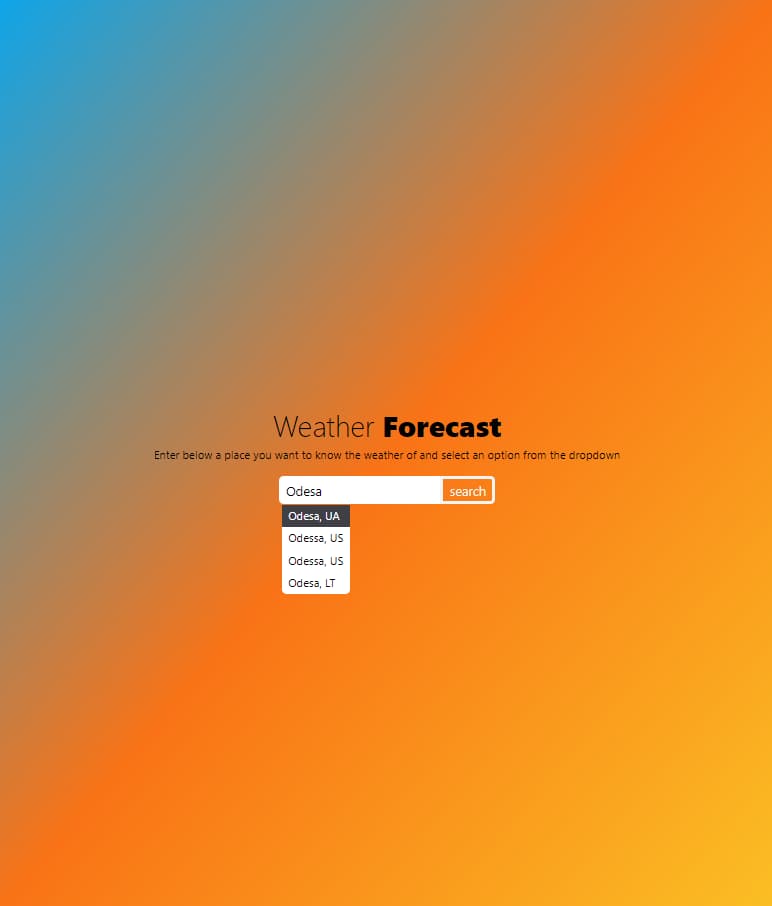 Weather Forecast
Enter below a place you want to know the weather of and select an option from the dropdown
Odesa search
Odesa, UA
Odessa, US
Odessa, US
Odesa, LT